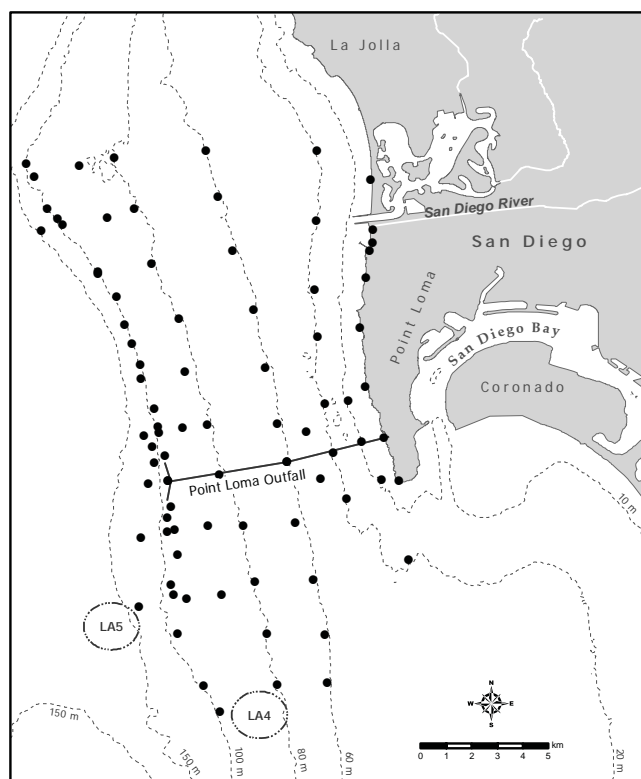 La Jolla
San Diego River
San Diego
Point Loma
San Diego Bay
Coronado
Point Loma Outfall
10 m
LA5
LA4
N
W E
S
150 m
150 m
100 m
80 m
60 m
20 m
km
0 1 2 3 4 5